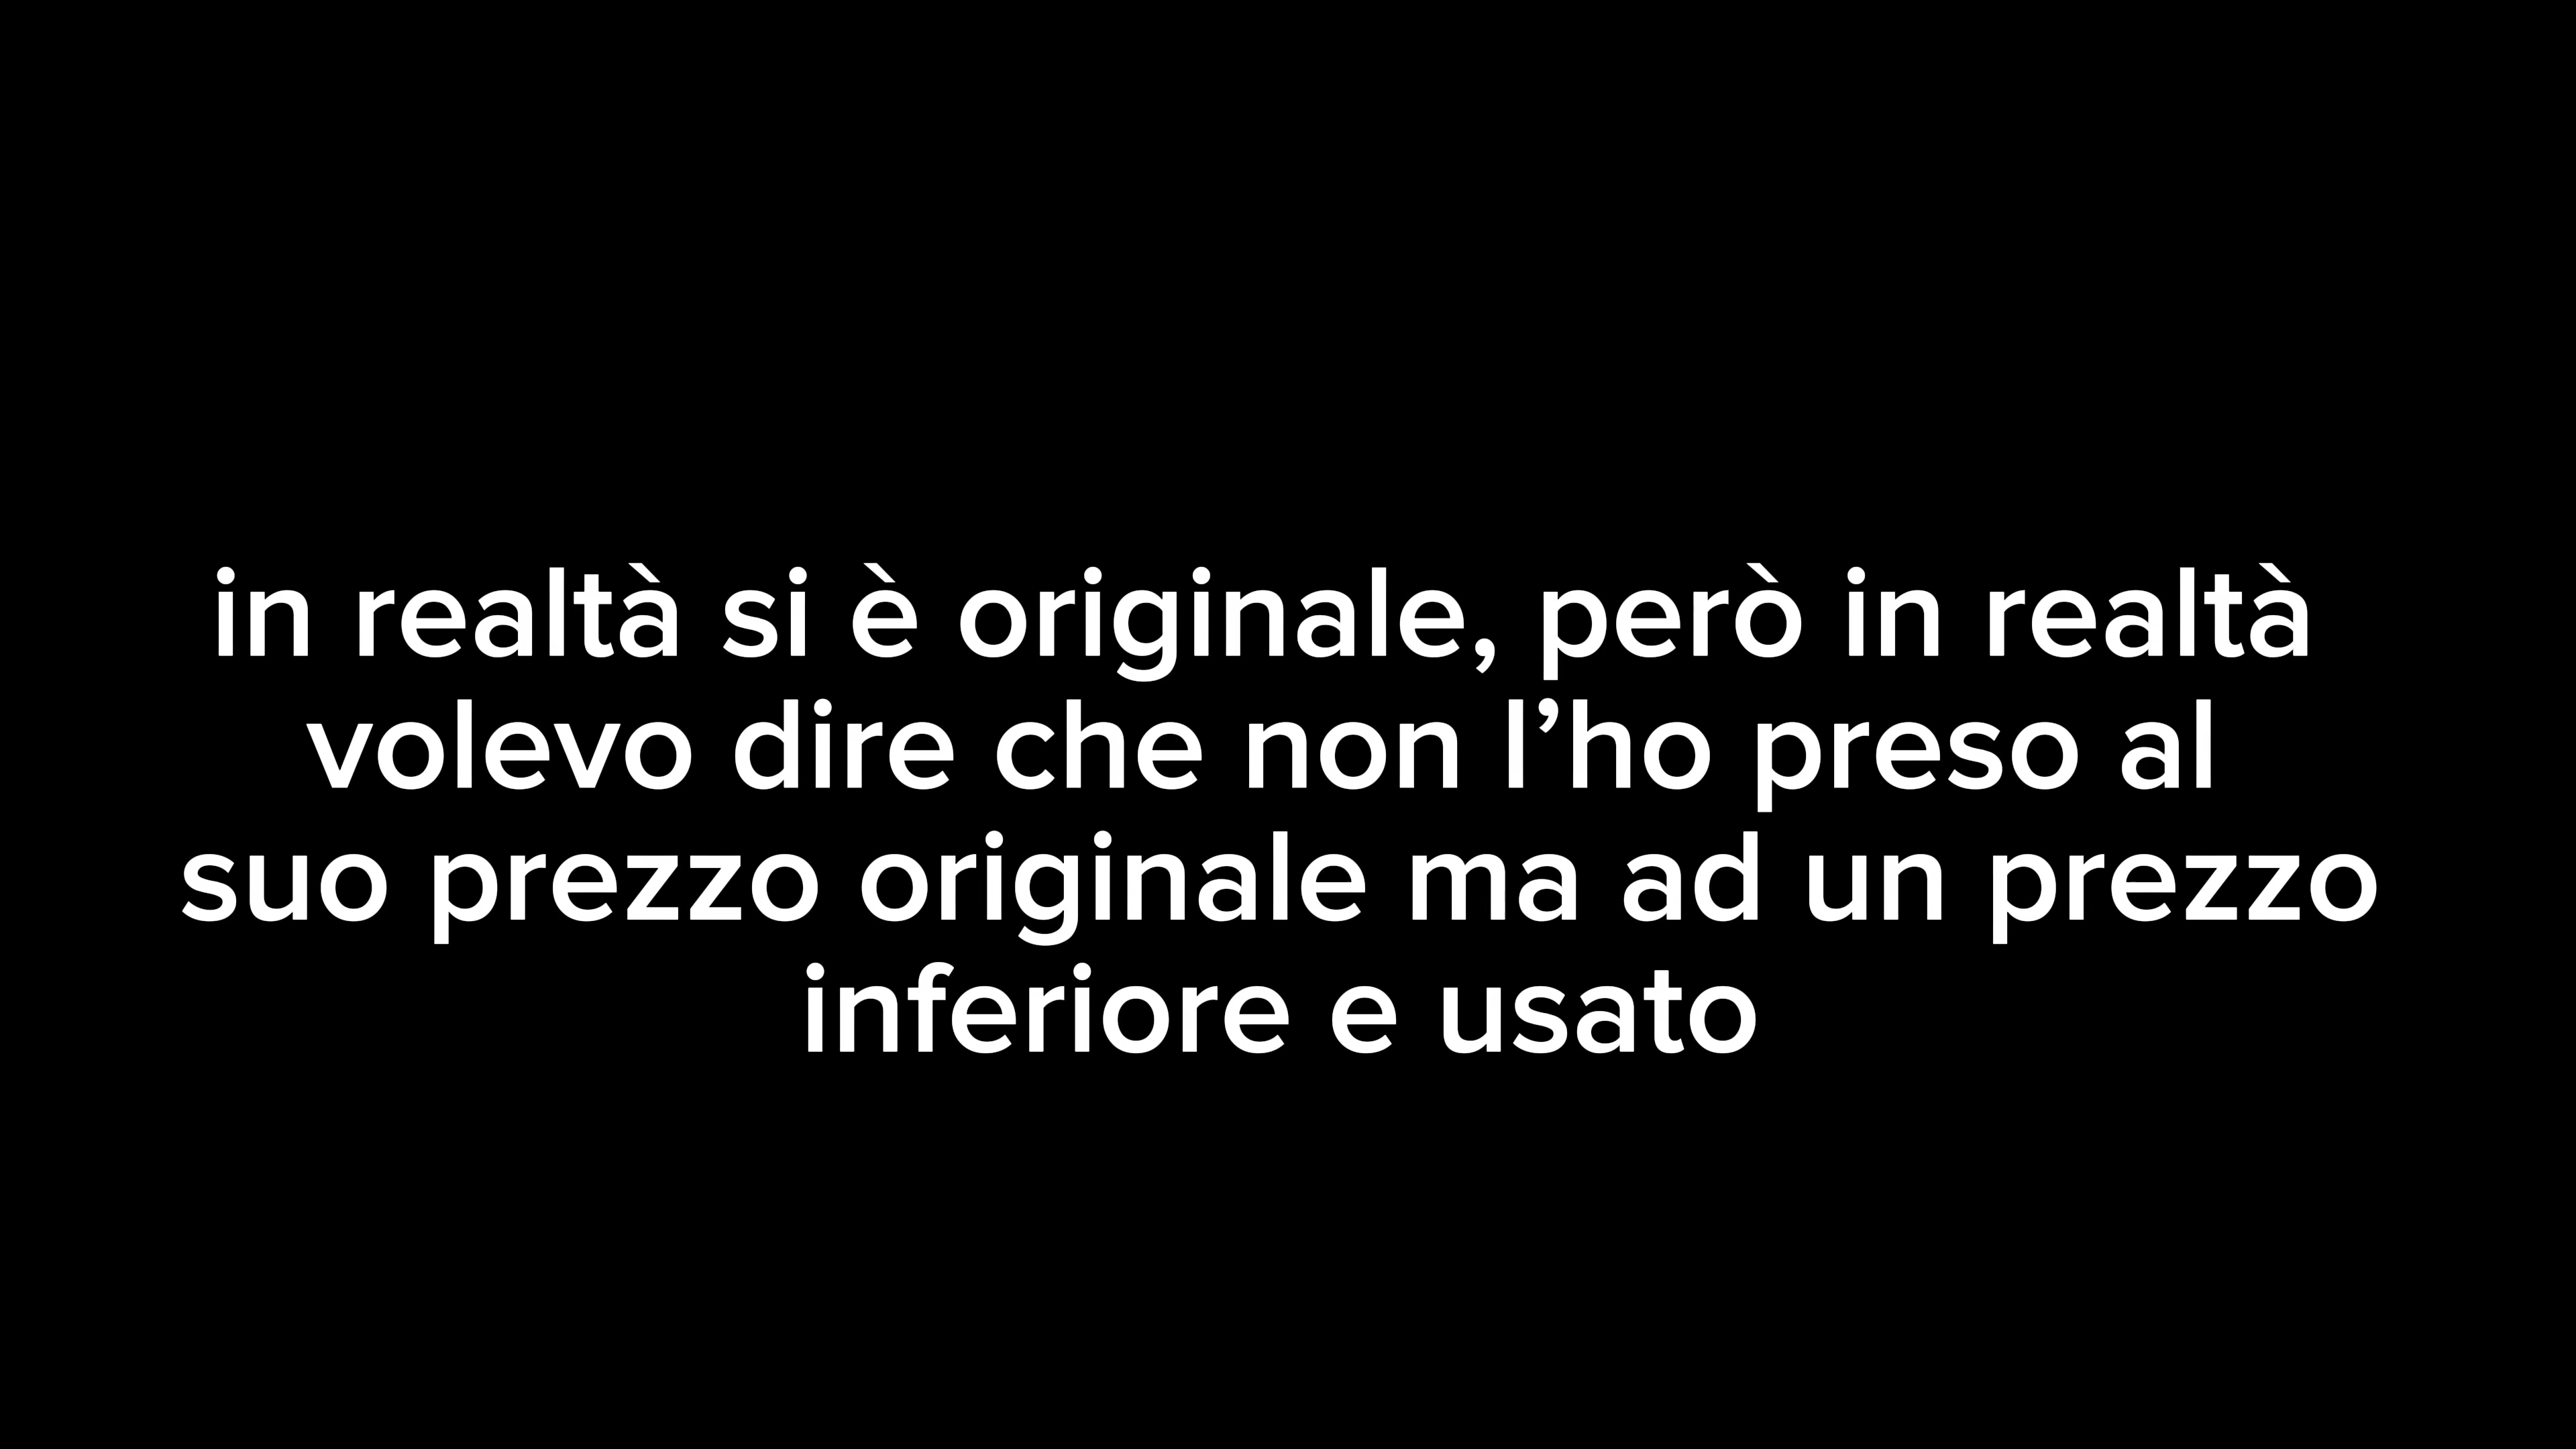 in realtà si è originale, però in realtà
volevo dire che non l’ho preso al
suo prezzo originale ma ad un prezzo
inferiore e usato